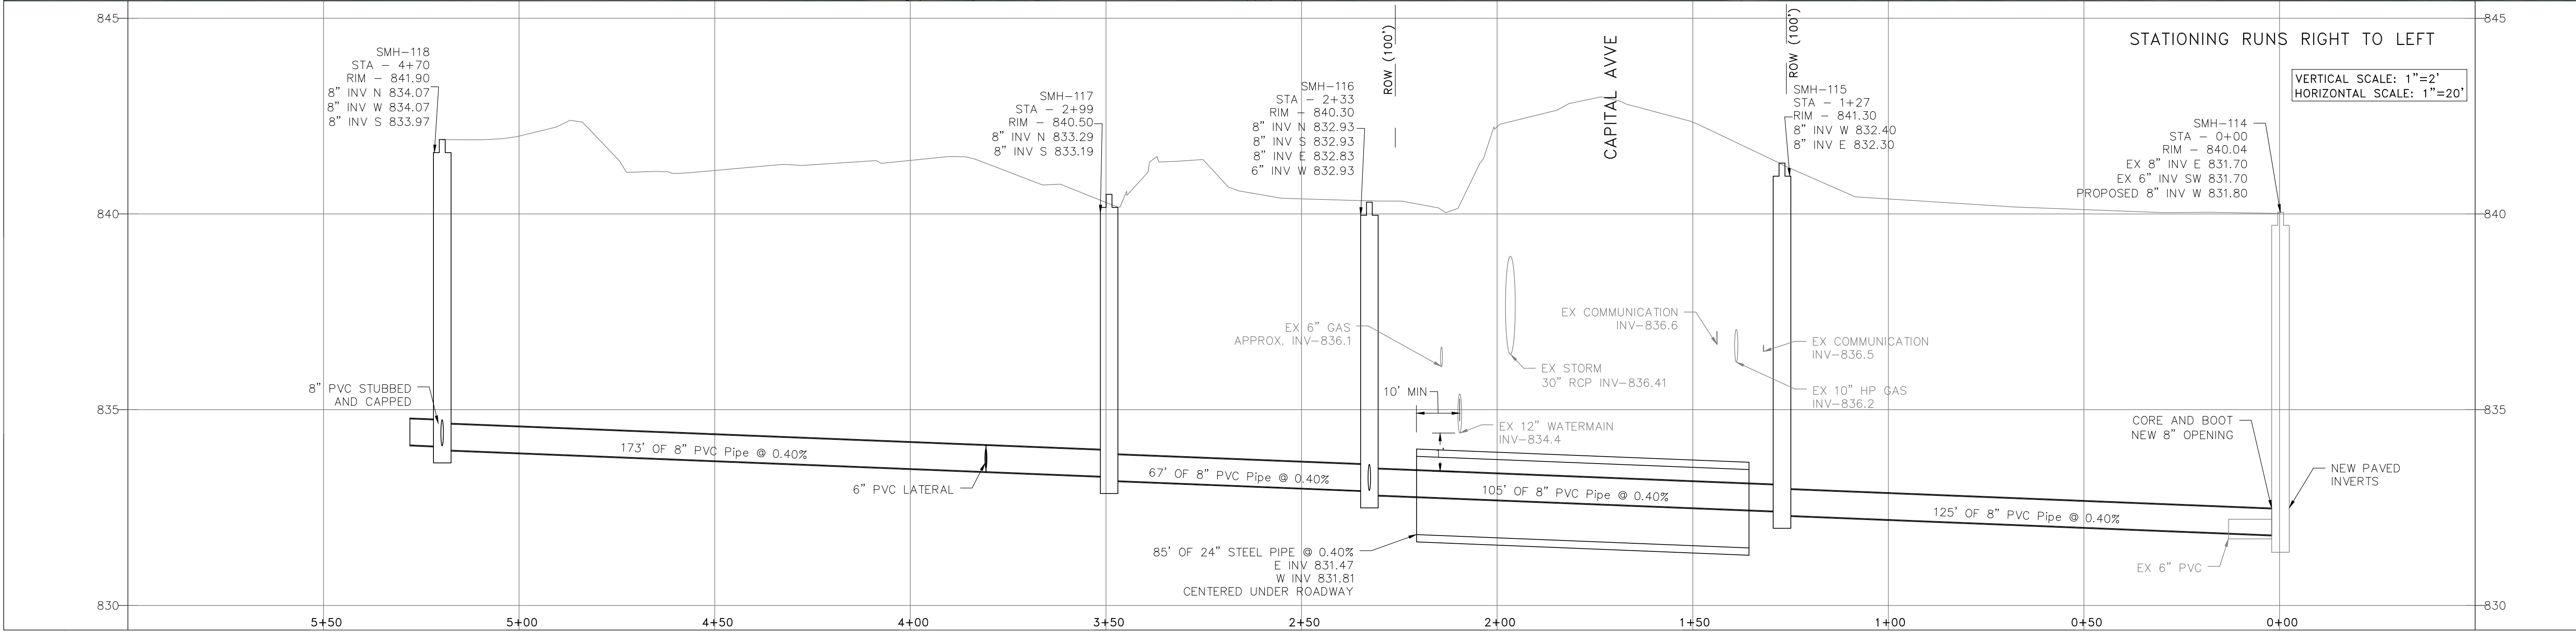 845
845
STATIONING RUNS RIGHT TO LEFT
VERTICAL SCALE: 1"=2'
HORIZONTAL SCALE: 1"=20'
SMH-118
STA - 4+70
RIM - 841.90
8" INV N 834.07
8" INV W 834.07
8" INV S 833.97
SMH-117
STA - 2+99
RIM - 840.50
8" INV N 833.29
8" INV S 833.19
SMH-116
STA - 2+33
RIM - 840.30
8" INV N 832.93
8" INV S 832.93
8" INV E 832.83
6" INV W 832.93
ROW (100')
CAPITAL AVVE
ROW (100')
SMH-115
STA - 1+27
RIM - 841.30
8" INV W 832.40
8" INV E 832.30
SMH-114
STA - 0+00
RIM - 840.04
EX 8" INV E 831.70
EX 6" INV SW 831.70
PROPOSED 8" INV W 831.80
840
840
EX 6" GAS
APPROX. INV-836.1
EX COMMUNICATION
INV-836.6
EX COMMUNICATION
INV-836.5
EX STORM
30" RCP INV-836.41
EX 10" HP GAS
INV-836.2
8" PVC STUBBED
AND CAPPED
10' MIN
835
835
EX 12" WATERMAIN
INV-834.4
CORE AND BOOT
NEW 8" OPENING
173' OF 8" PVC Pipe @ 0.40%
6" PVC LATERAL
67' OF 8" PVC Pipe @ 0.40%
105' OF 8" PVC Pipe @ 0.40%
125' OF 8" PVC Pipe @ 0.40%
NEW PAVED
INVERTS
85' OF 24" STEEL PIPE @ 0.40%
E INV 831.47
W INV 831.81
CENTERED UNDER ROADWAY
EX 6" PVC
830
830
5+50
5+00
4+50
4+00
3+50
2+50
2+00
1+50
1+00
0+50
0+00